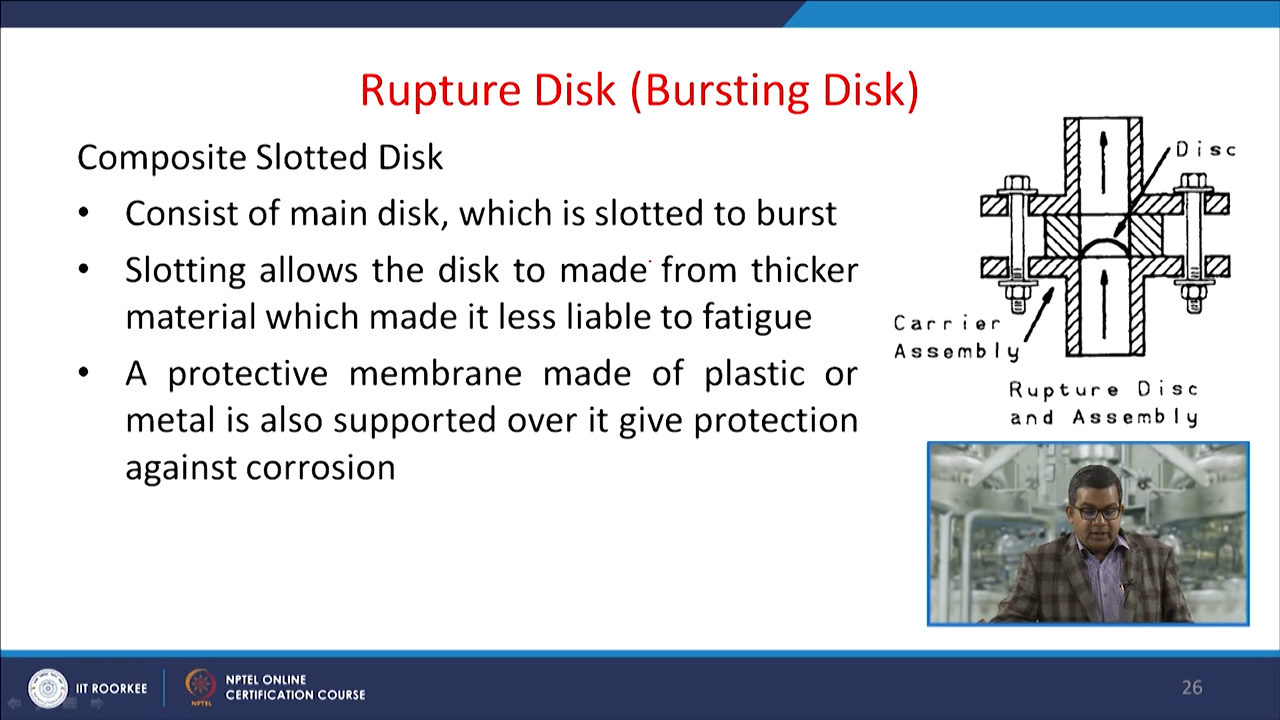 Rupture Disk (Bursting Disk)
Composite Slotted Disk
• Consist of main disk, which is slotted to burst
• Slotting allows the disk to made from thicker
material which made it less liable to fatigue
• A protective membrane made of plastic or
metal is also supported over it give protection
against corrosion
Disc
Carrier
Assembly
Rupture Disc
and Assembly
IIT ROORKEE
NPTEL
NPTEL ONLINE
CERTIFICATION COURSE
26